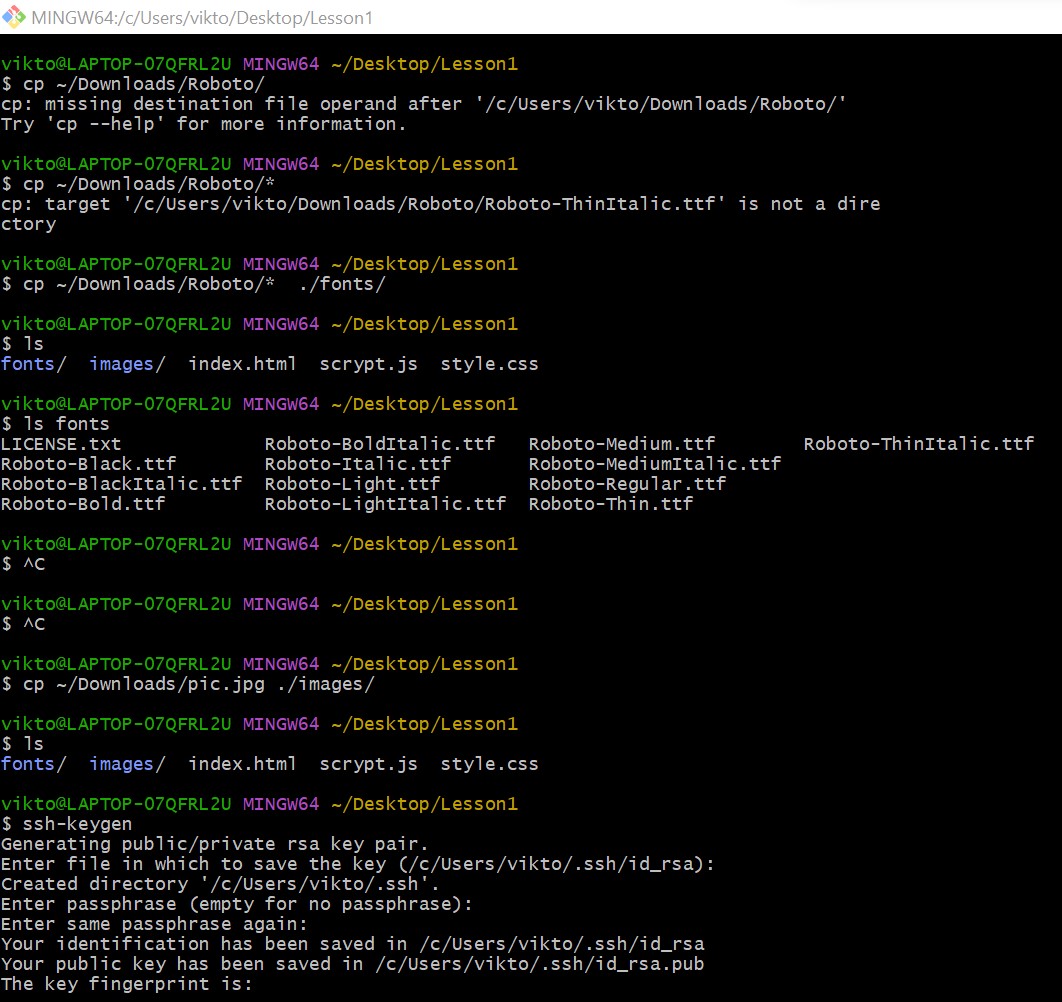 MINGW64:/c/Users/vikto/Desktop/Lesson1
vikto@LAPTOP-07QFRL2U MINGW64 ~/Desktop/Lesson1
$ cp ~/Downloads/Roboto/
cp: missing destination file operand after '/c/Users/vikto/Downloads/Roboto/'
Try 'cp --help' for more information.
vikto@LAPTOP-07QFRL2U MINGW64 ~/Desktop/Lesson1
$ cp ~/Downloads/Roboto/*
cp: target '/c/Users/vikto/Downloads/Roboto/Roboto-ThinItalic.ttf' is not a dire
ctory
vikto@LAPTOP-07QFRL2U MINGW64 ~/Desktop/Lesson1
$ cp ~/Downloads/Roboto/*  ./fonts/
vikto@LAPTOP-07QFRL2U MINGW64 ~/Desktop/Lesson1
$ ls
fonts/  images/  index.html  scrypt.js  style.css
vikto@LAPTOP-07QFRL2U MINGW64 ~/Desktop/Lesson1
$ ls fonts
LICENSE.txt             Roboto-BoldItalic.ttf   Roboto-Medium.ttf        Roboto-ThinItalic.ttf
Roboto-Black.ttf        Roboto-Italic.ttf       Roboto-MediumItalic.ttf
Roboto-BlackItalic.ttf  Roboto-Light.ttf        Roboto-Regular.ttf
Roboto-Bold.ttf         Roboto-LightItalic.ttf  Roboto-Thin.ttf
vikto@LAPTOP-07QFRL2U MINGW64 ~/Desktop/Lesson1
$ ^C
vikto@LAPTOP-07QFRL2U MINGW64 ~/Desktop/Lesson1
$ ^C
vikto@LAPTOP-07QFRL2U MINGW64 ~/Desktop/Lesson1
$ cp ~/Downloads/pic.jpg ./images/
vikto@LAPTOP-07QFRL2U MINGW64 ~/Desktop/Lesson1
$ ls
fonts/  images/  index.html  scrypt.js  style.css
vikto@LAPTOP-07QFRL2U MINGW64 ~/Desktop/Lesson1
$ ssh-keygen
Generating public/private rsa key pair.
Enter file in which to save the key (/c/Users/vikto/.ssh/id_rsa):
Created directory '/c/Users/vikto/.ssh'.
Enter passphrase (empty for no passphrase):
Enter same passphrase again:
Your identification has been saved in /c/Users/vikto/.ssh/id_rsa
Your public key has been saved in /c/Users/vikto/.ssh/id_rsa.pub
The key fingerprint is: